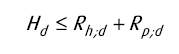 H_d ≤ R_{h;d} + R_{p;d}